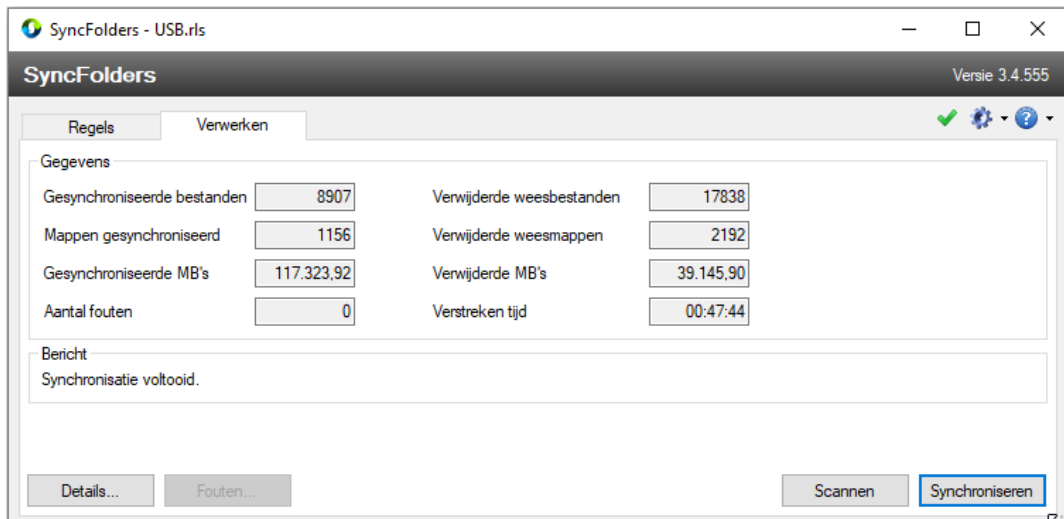 SyncFolders - USB.rls
SyncFolders Versie 3.4.555
Regels Verwerken
Gegevens
Gesynchroniseerde bestanden 8907 Verwijderde weesbestanden 17838
Mappen gesynchroniseerd 1156 Verwijderde weesmappen 2192
Gesynchroniseerde MB's 117.323,92 Verwijderde MB's 39.145,90
Aantal fouten 0 Verstreken tijd 00:47:44
Bericht
Synchronisatie voltooid.
Details... Fouten... Scannen Synchroniseren